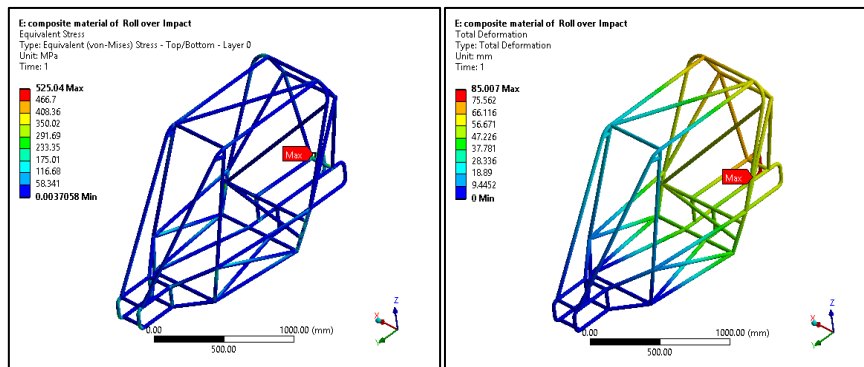 E: composite material of Roll over Impact
Equivalent Stress
Type: Equivalent (von-Mises) Stress - Top/Bottom - Layer 0
Unit: MPa
Time: 1
525.04 Max
466.7
408.36
350.02
291.69
233.35
175.01
116.68
58.341
0.0037058 Min
Max
0.00
1000.00 (mm)
500.00
X
Y
Z
E: composite material of Roll over Impact
Total Deformation
Type: Total Deformation
Unit: mm
Time: 1
85.007 Max
75.562
66.116
56.671
47.226
37.781
28.336
18.89
9.4452
0 Min
Max
0.00
1000.00 (mm)
500.00
X
Y
Z